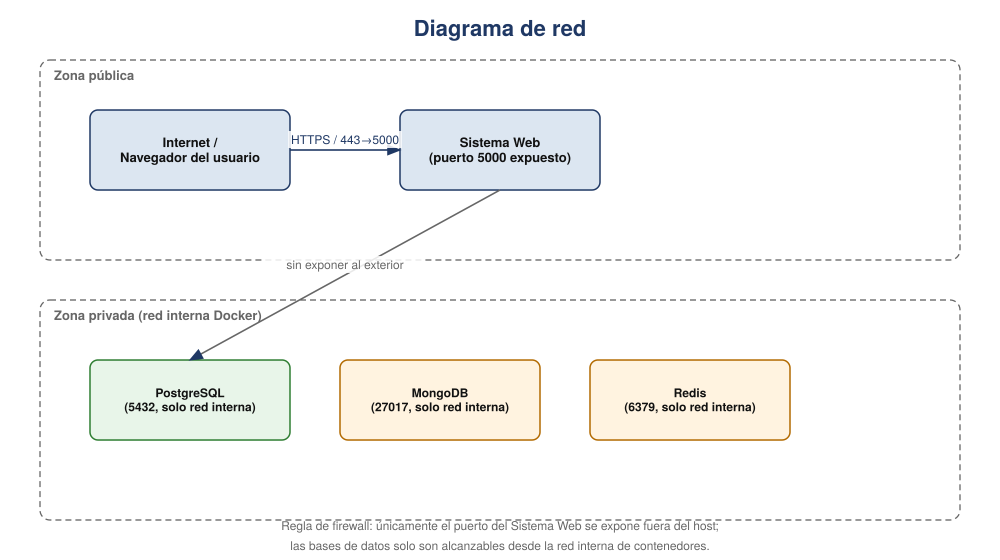 Diagrama de red
Zona pública
Internet /
Navegador del usuario
HTTPS / 443→5000
Sistema Web
(puerto 5000 expuesto)
sin exponer al exterior
Zona privada (red interna Docker)
PostgreSQL
(5432, solo red interna)
MongoDB
(27017, solo red interna)
Redis
(6379, solo red interna)
Regla de firewall: únicamente el puerto del Sistema Web se expone fuera del host;
las bases de datos solo son alcanzables desde la red interna de contenedores.